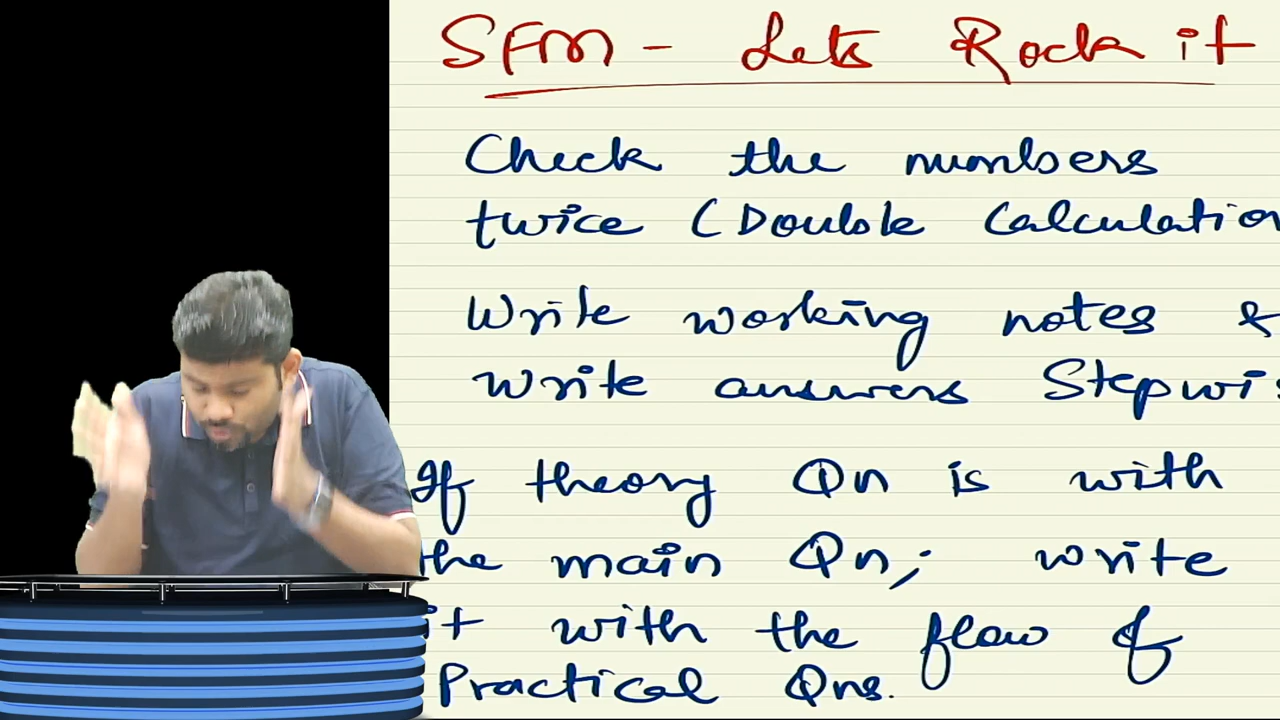 SFM - Lets Rock it
Check the numbers
twice (Double Calculation
Write working notes &
Write answers Stepwis
If theory Qn is with
the main Qn; write
it with the flow of
Practical Qns.